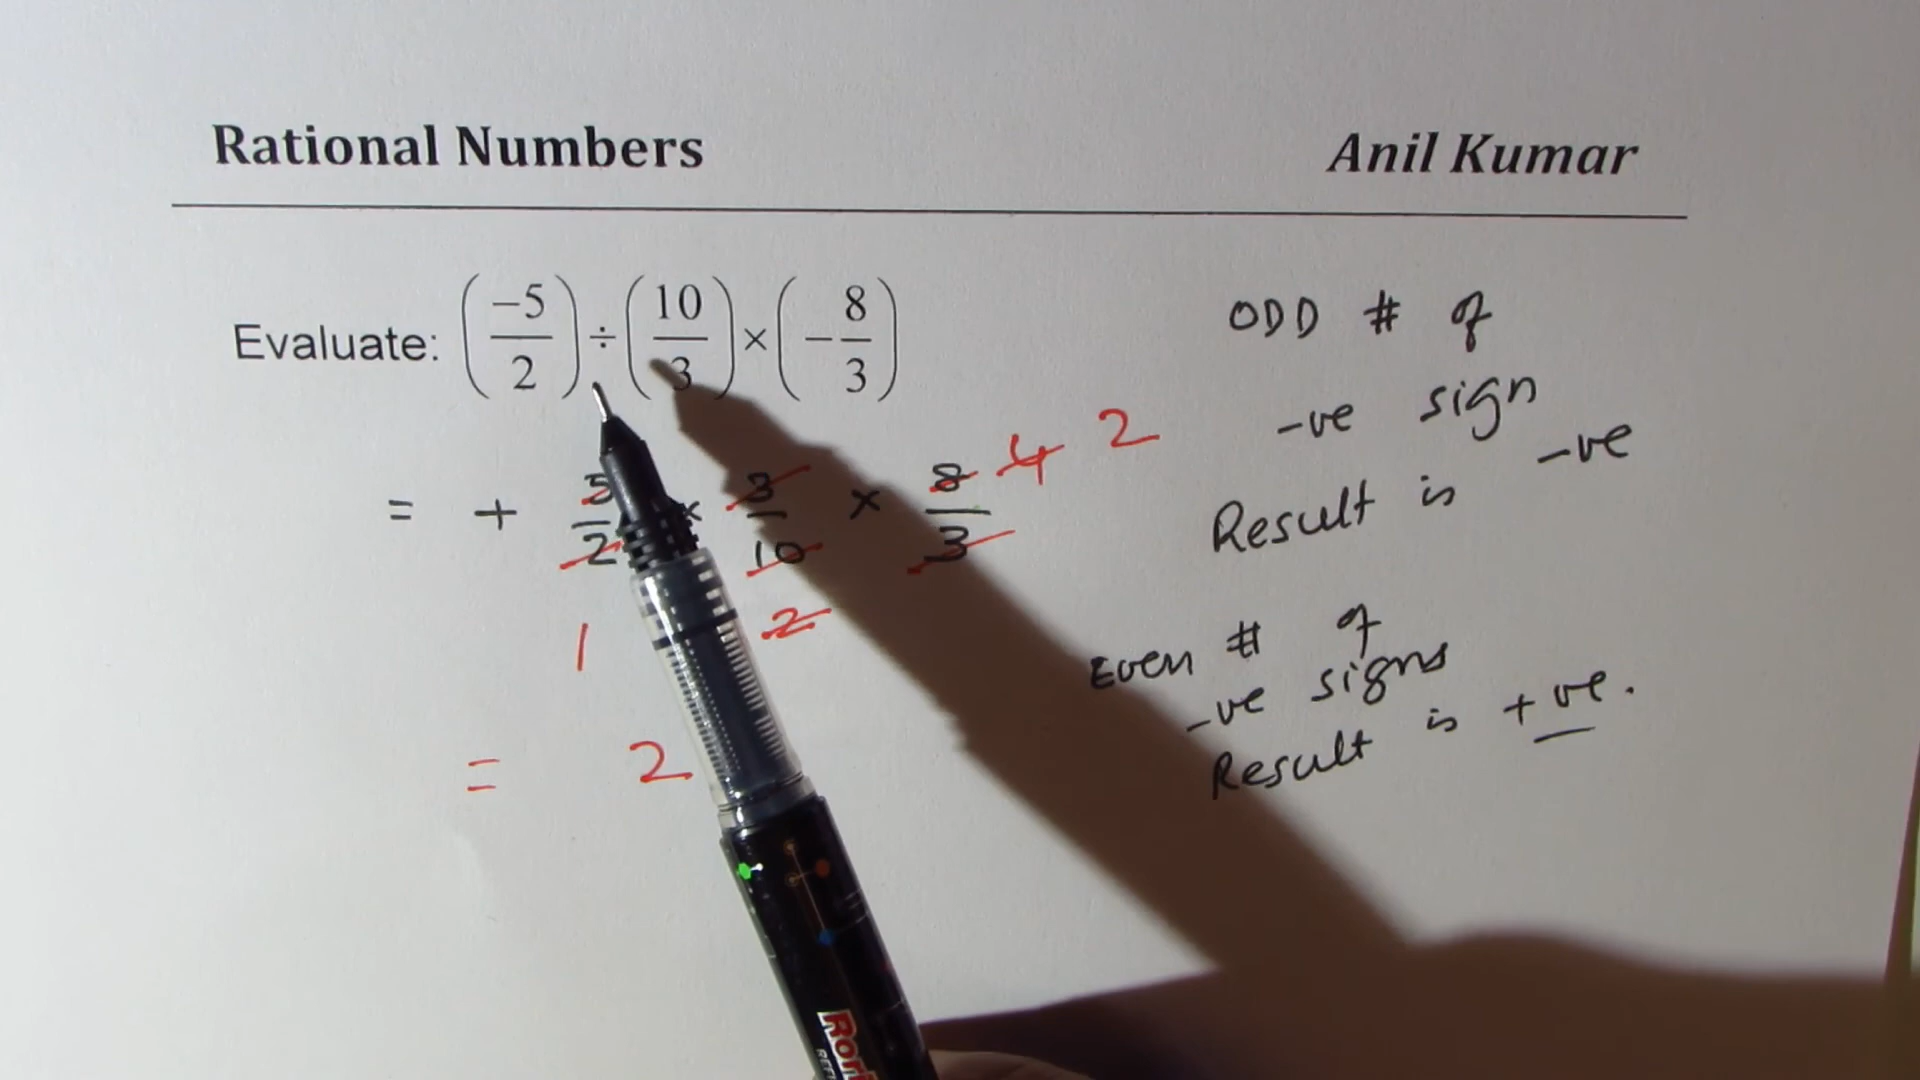 Rational Numbers Anil Kumar
Evaluate: (-5/2) ÷ (10/3) × (-8/3)
= + 5/2 × 3/10 × 8/3 4 2
1 2
= 2
ODD # of
-ve sign
Result is -ve
Even # of
-ve signs
Result is +ve.